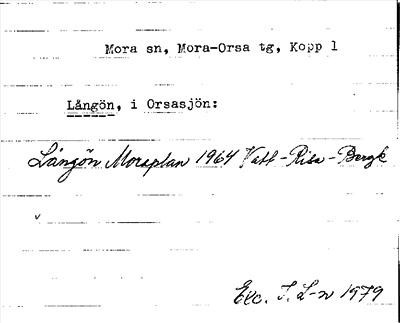 Mora sn, Mora-Orsa tg, Kopp 1
Långön, i Orsasjön:
Långön Moraplan 1964 Vatt-Risa-Bergk
v
Exc. I. L-n 1979